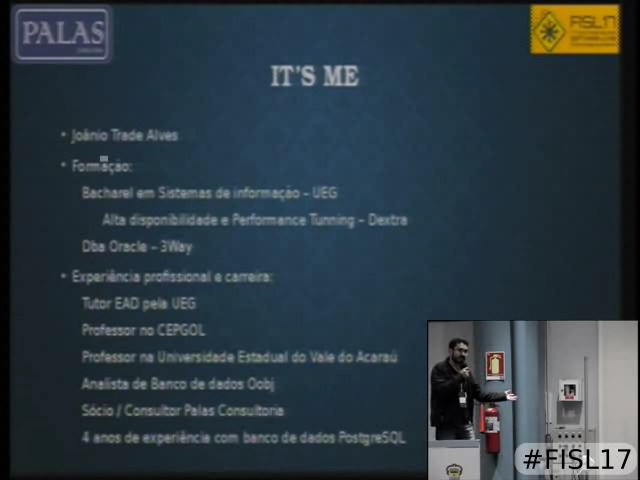 PALAS
FISL17
IT'S ME
• Joânio Trade Alves
• Formação:
Bacharel em Sistemas de informação – UEG
Alta disponibilidade e Performance Tunning – Dextra
Dba Oracle – 3Way
• Experiência profissional e carreira:
Tutor EAD pela UEG
Professor no CEPGOL
Professor na Universidade Estadual do Vale do Acaraú
Analista de Banco de dados Oobj
Sócio / Consultor Palas Consultoria
4 anos de experiência com banco de dados PostgreSQL
#FISL17